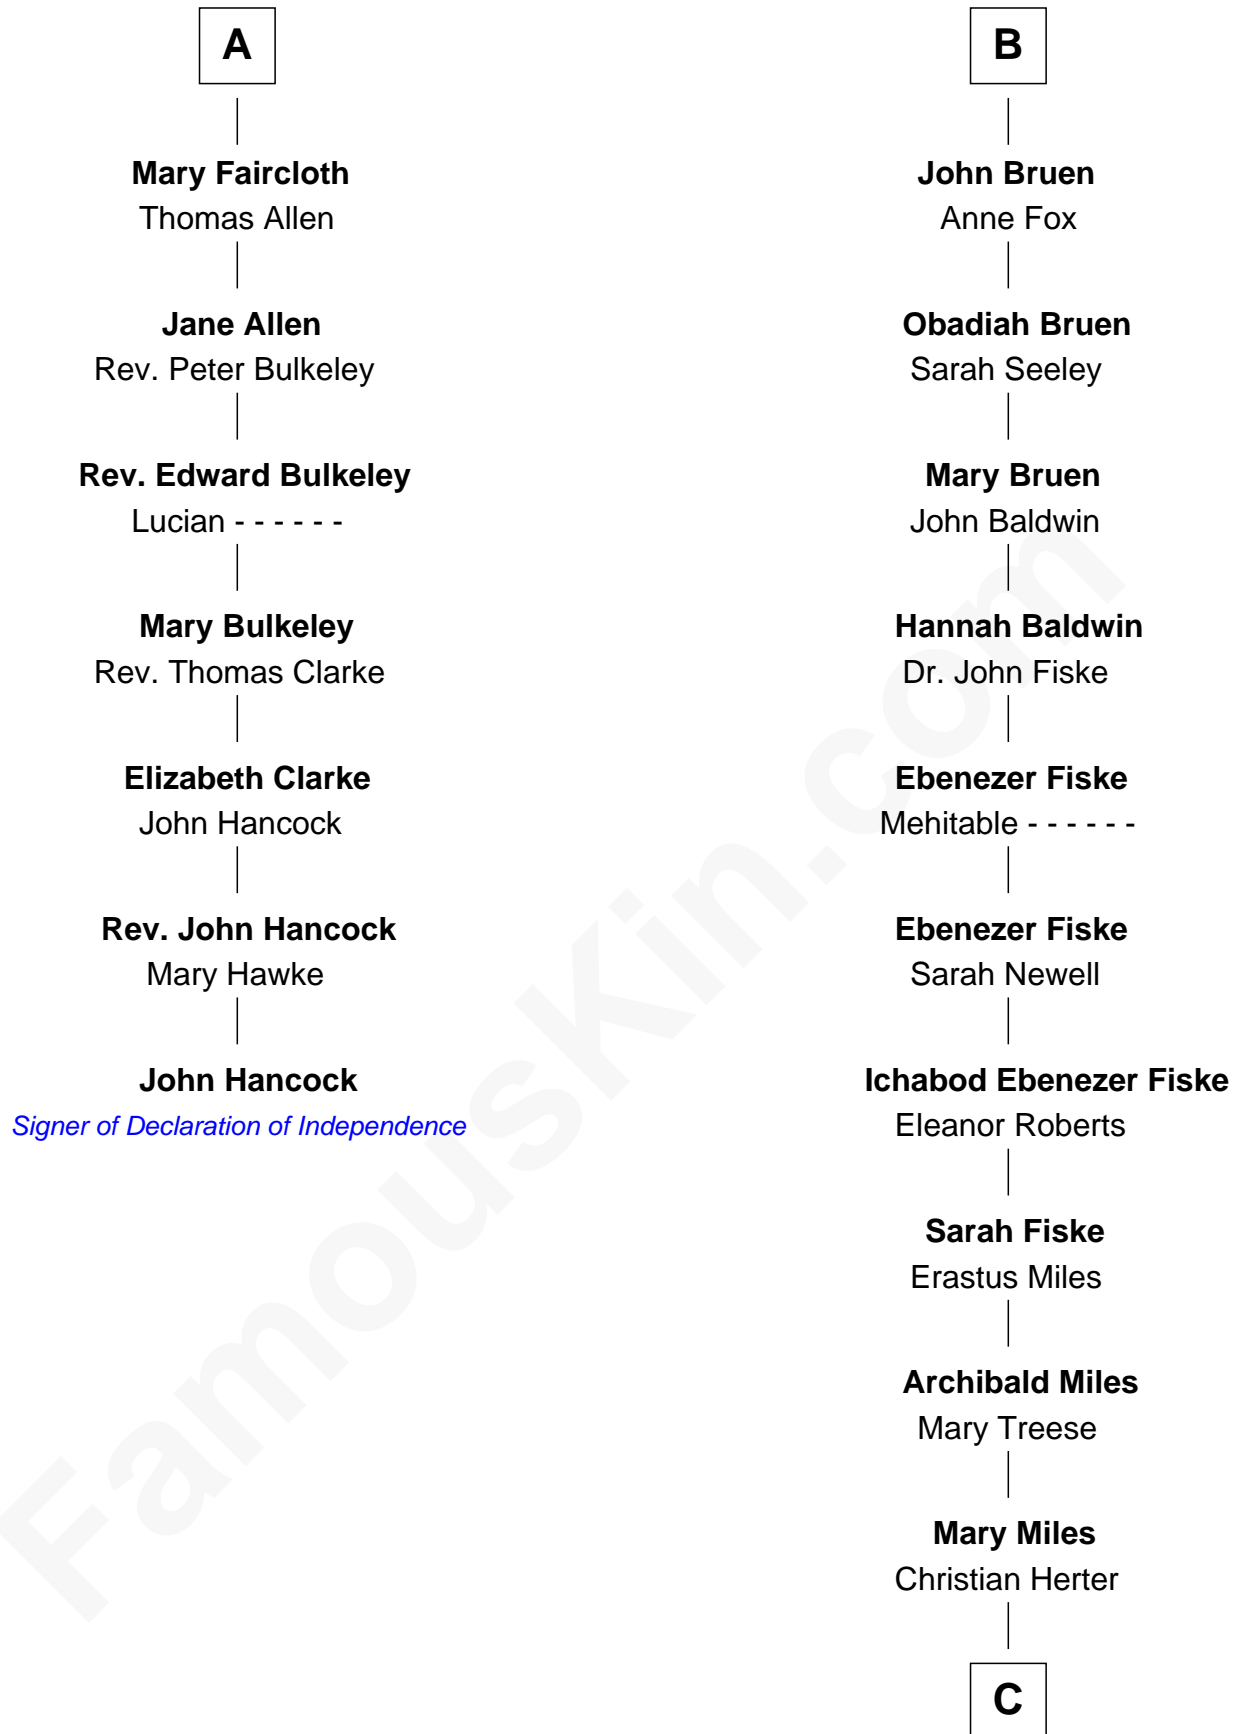 A
Mary Faircloth
Thomas Allen
Jane Allen
Rev. Peter Bulkeley
Rev. Edward Bulkeley
Lucian - - - - - -
Mary Bulkeley
Rev. Thomas Clarke
Elizabeth Clarke
John Hancock
Rev. John Hancock
Mary Hawke
John Hancock
Signer of Declaration of Independence
B
John Bruen
Anne Fox
Obadiah Bruen
Sarah Seeley
Mary Bruen
John Baldwin
Hannah Baldwin
Dr. John Fiske
Ebenezer Fiske
Mehitable - - - - - -
Ebenezer Fiske
Sarah Newell
Ichabod Ebenezer Fiske
Eleanor Roberts
Sarah Fiske
Erastus Miles
Archibald Miles
Mary Treese
Mary Miles
Christian Herter
C
FamousKin.com